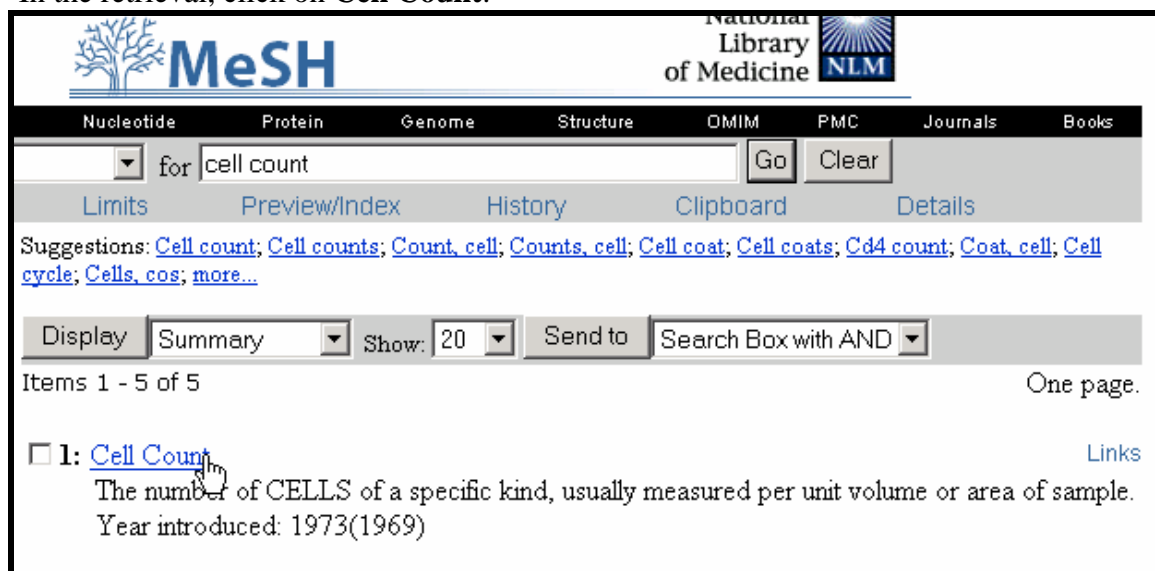 In the retrieval, click on Cell Count.
National
Library
of Medicine NLM
MeSH
Nucleotide Protein Genome Structure OMIM PMC Journals Books
for cell count Go Clear
Limits Preview/Index History Clipboard Details
Suggestions: Cell count; Cell counts; Count, cell; Counts, cell; Cell coat; Cell coats; Cd4 count; Coat, cell; Cell
cycle; Cells, cos; more...
Display Summary Show: 20 Send to Search Box with AND
Items 1 - 5 of 5 One page.
1: Cell Count Links
The number of CELLS of a specific kind, usually measured per unit volume or area of sample.
Year introduced: 1973(1969)